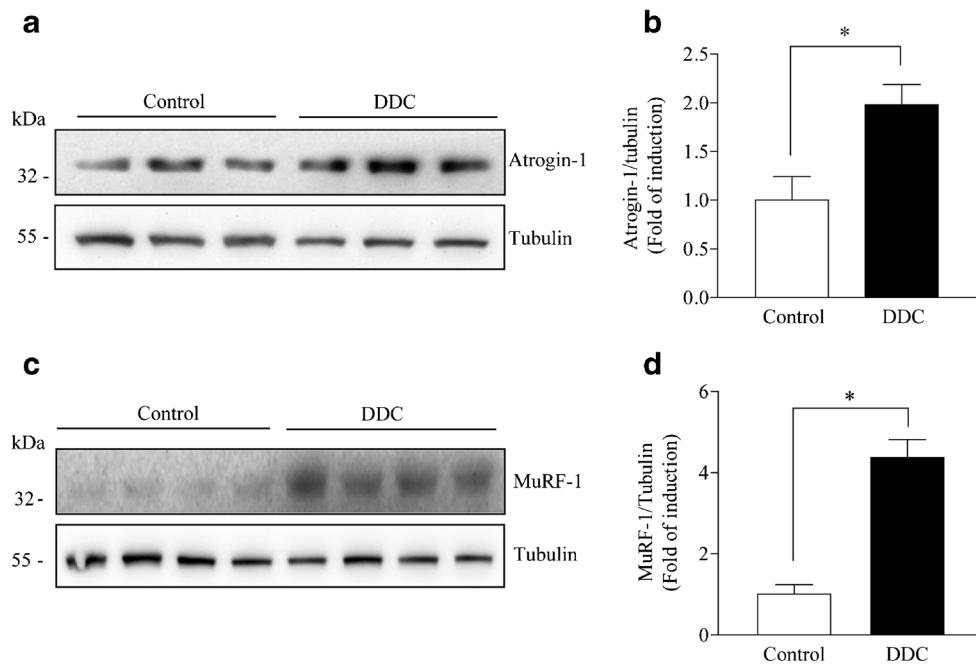 a
Control DDC
kDa
Atrogin-1
32 -
55 -
Tubulin
b
*
Atrogin-1/tubulin
(Fold of induction)
2.5
2.0
1.5
1.0
0.5
0.0
Control DDC
c
Control DDC
kDa
MuRF-1
32 -
55 -
Tubulin
d
*
MuRF-1/Tubulin
(Fold of induction)
6
4
2
0
Control DDC